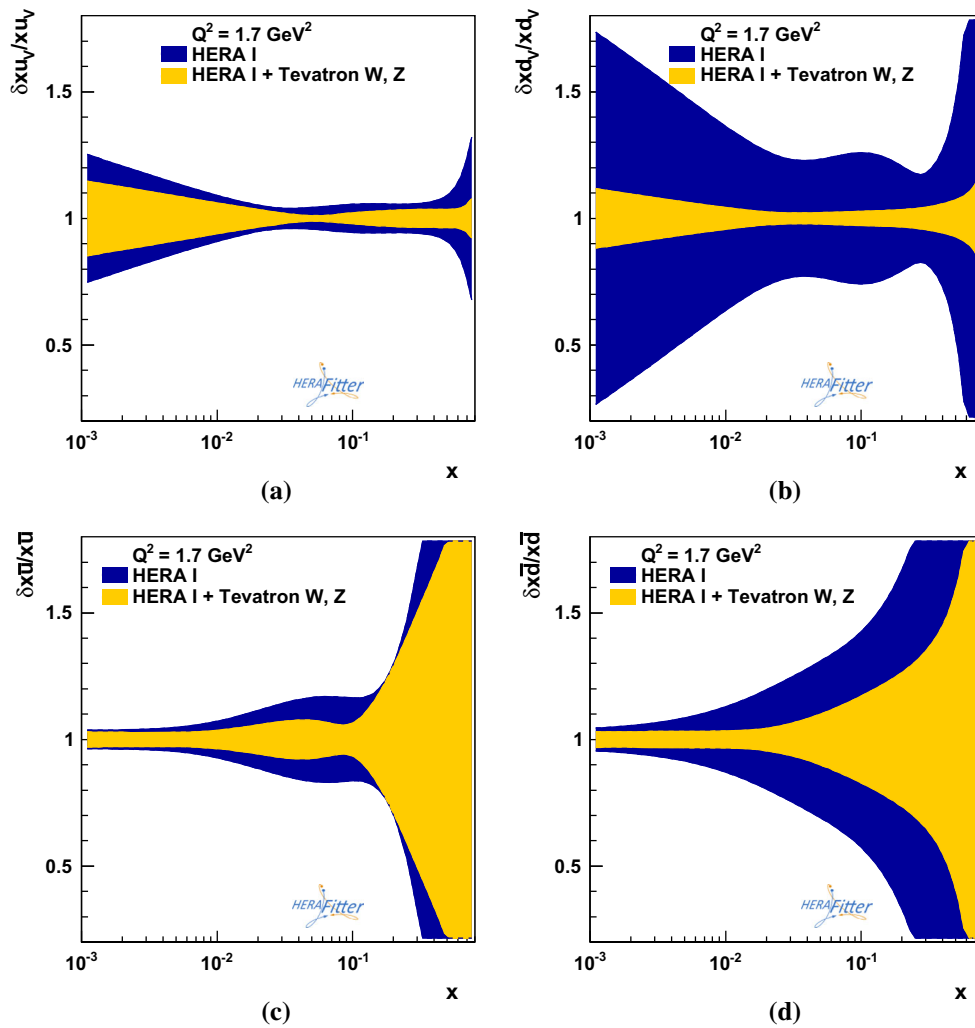 δxu_V/xu_V
Q² = 1.7 GeV²
HERA I
HERA I + Tevatron W, Z
1.5
1
0.5
HERAFitter
10⁻³ 10⁻² 10⁻¹
x
(a)
δxd_V/xd_V
Q² = 1.7 GeV²
HERA I
HERA I + Tevatron W, Z
1.5
1
0.5
HERAFitter
10⁻³ 10⁻² 10⁻¹
x
(b)
δxu̅/xu̅
Q² = 1.7 GeV²
HERA I
HERA I + Tevatron W, Z
1.5
1
0.5
HERAFitter
10⁻³ 10⁻² 10⁻¹
x
(c)
δxd̅/xd̅
Q² = 1.7 GeV²
HERA I
HERA I + Tevatron W, Z
1.5
1
0.5
HERAFitter
10⁻³ 10⁻² 10⁻¹
x
(d)